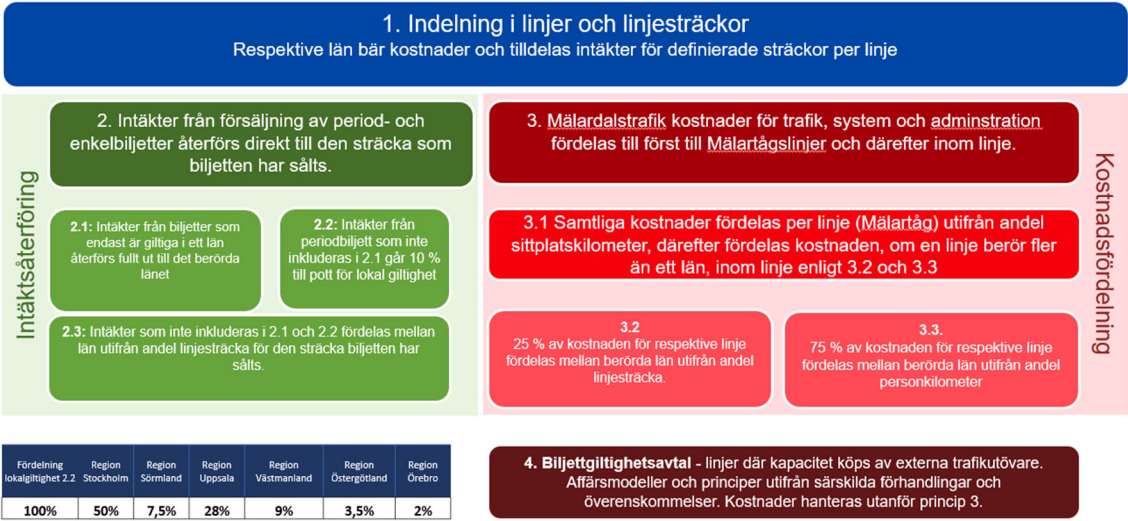 1. Indelning i linjer och linjesträckor
Respektive län bär kostnader och tilldelas intäkter för definierade sträckor per linje
Intäktsåterföring
2. Intäkter från försäljning av period- och
enkelbiljetter återförs direkt till den sträcka som
biljetten har sålts.
2.1: Intäkter från biljetter som
endast är giltiga i ett län
återförs fullt ut till det berörda
länet
2.2: Intäkter från
periodbiljett som inte
inkluderas i 2.1 går 10 %
till pott för lokal giltighet
2.3: Intäkter som inte inkluderas i 2.1 och 2.2 fördelas mellan
län utifrån andel linjesträcka för den sträcka biljetten har
sålts.
3. Mälardalstrafik kostnader för trafik, system och adminstration
fördelas till först till Mälartågslinjer och därefter inom linje.
3.1 Samtliga kostnader fördelas per linje (Mälartåg) utifrån andel
sittplatskilometer, därefter fördelas kostnaden, om en linje berör fler
än ett län, inom linje enligt 3.2 och 3.3
3.2
25 % av kostnaden för respektive linje
fördelas mellan berörda län utifrån andel
linjesträcka.
3.3.
75 % av kostnaden för respektive linje
fördelas mellan berörda län utifrån andel
personkilometer
Kostnadsfördelning
Fördelning
lokalgiltighet 2.2
Region
Stockholm
Region
Sörmland
Region
Uppsala
Region
Västmanland
Region
Östergötland
Region
Örebro
100% 50% 7,5% 28% 9% 3,5% 2%
4. Biljettgiltighetsavtal - linjer där kapacitet köps av externa trafikutövare.
Affärsmodeller och principer utifrån särskilda förhandlingar och
överenskommelser. Kostnader hanteras utanför princip 3.